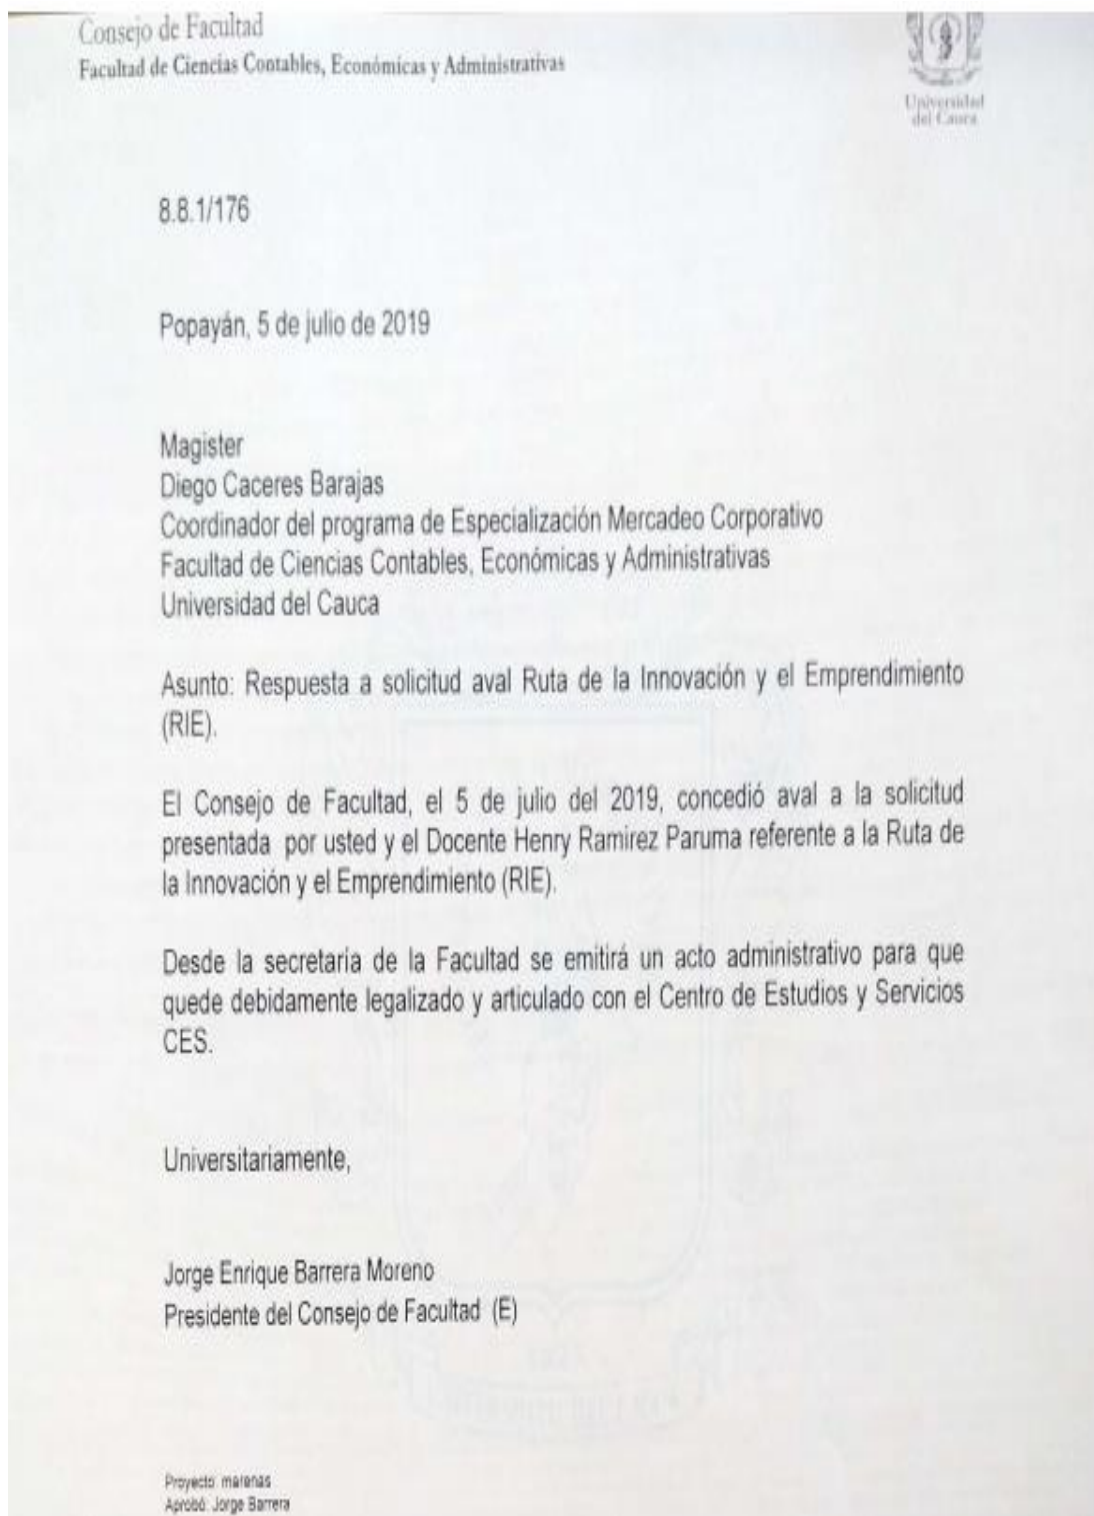 Consejo de Facultad
Facultad de Ciencias Contables, Económicas y Administrativas
Universidad
del Cauca
8.8.1/176
Popayán, 5 de julio de 2019
Magister
Diego Caceres Barajas
Coordinador del programa de Especialización Mercadeo Corporativo
Facultad de Ciencias Contables, Económicas y Administrativas
Universidad del Cauca
Asunto: Respuesta a solicitud aval Ruta de la Innovación y el Emprendimiento
(RIE).
El Consejo de Facultad, el 5 de julio del 2019, concedió aval a la solicitud
presentada por usted y el Docente Henry Ramirez Paruma referente a la Ruta de
la Innovación y el Emprendimiento (RIE).
Desde la secretaría de la Facultad se emitirá un acto administrativo para que
quede debidamente legalizado y articulado con el Centro de Estudios y Servicios
CES.
Universitariamente,
Jorge Enrique Barrera Moreno
Presidente del Consejo de Facultad (E)
Proyecto: marenas
Aprobó: Jorge Barrera